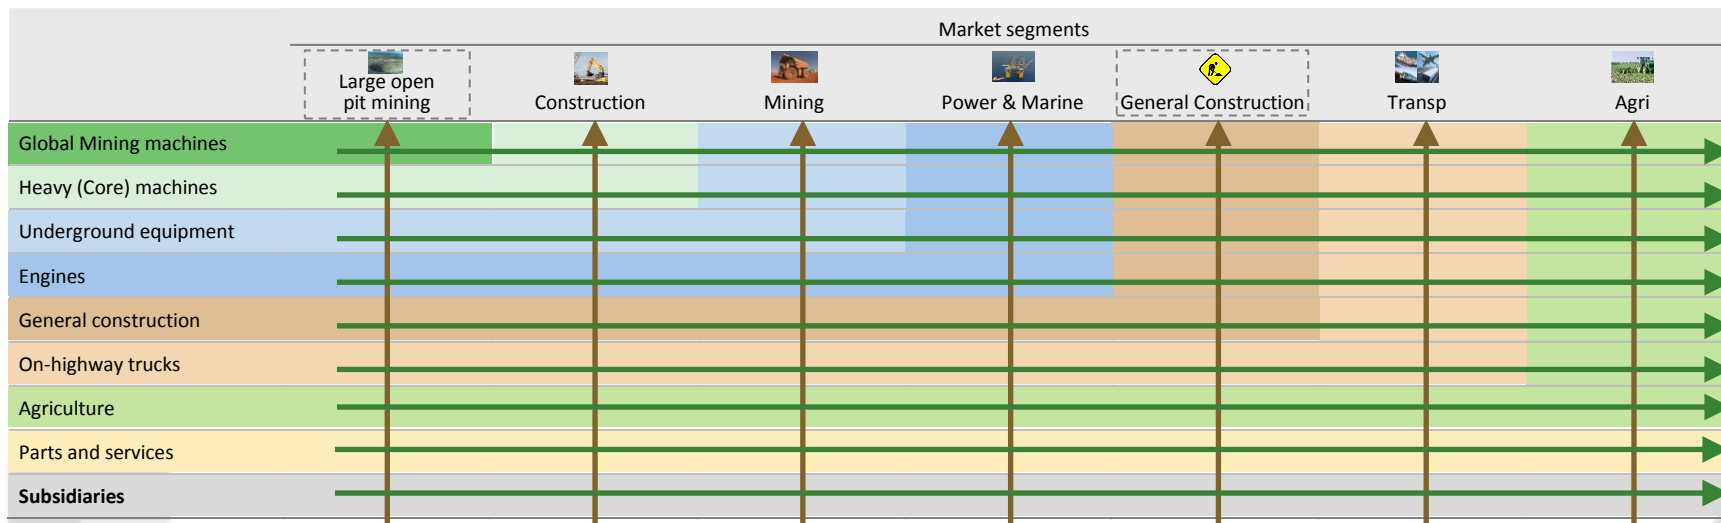 Market segments
Large open
pit mining
Construction
Mining
Power & Marine
General Construction
Transp
Agri
Global Mining machines
Heavy (Core) machines
Underground equipment
Engines
General construction
On-highway trucks
Agriculture
Parts and services
Subsidiaries